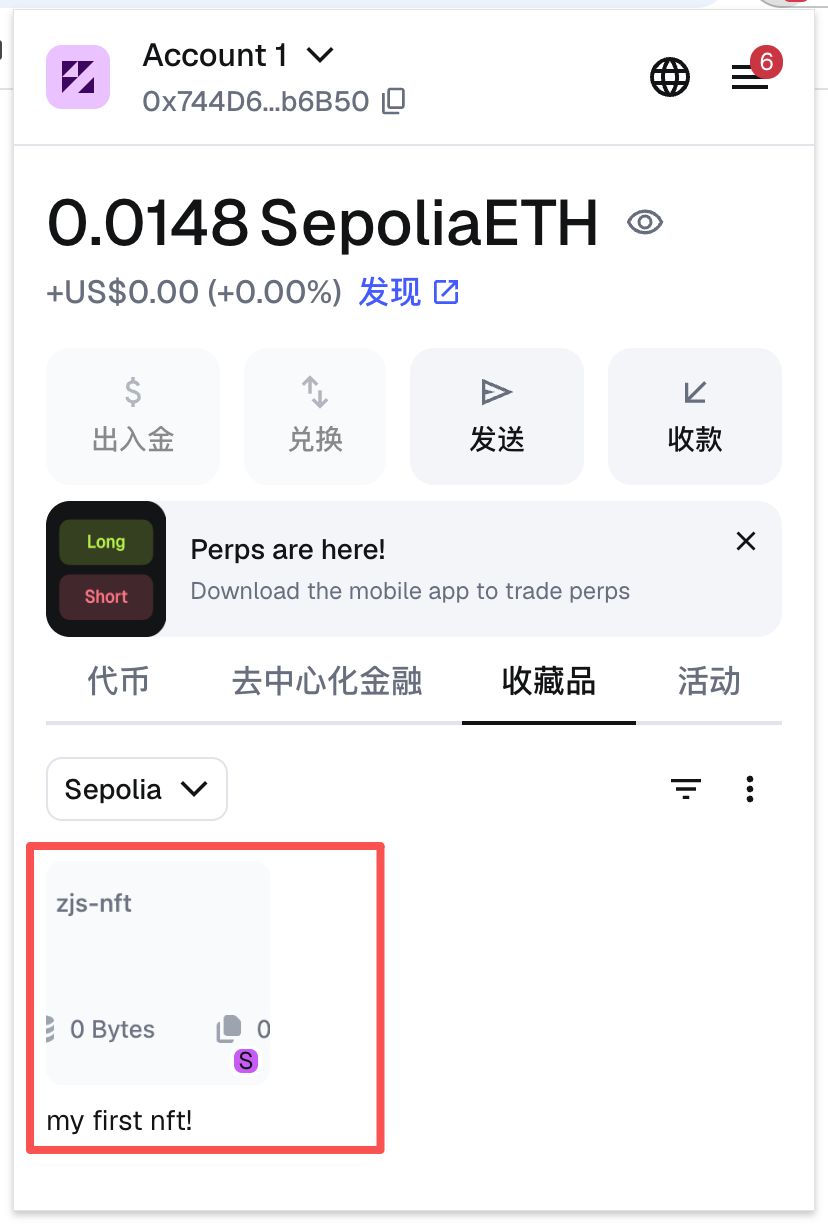 Account 1
0x744D6...b6B50
6
0.0148 SepoliaETH
+US$0.00 (+0.00%) 发现
$
出入金
兑换
发送
收款
Long
Short
Perps are here!
Download the mobile app to trade perps
代币
去中心化金融
收藏品
活动
Sepolia
zjs-nft
0 Bytes
0
S
my first nft!